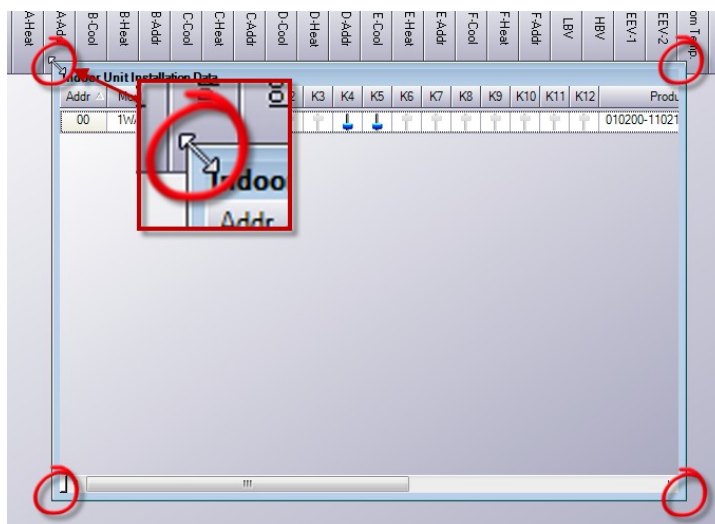 A-Heat
B-Cool
B-Heat
B-Addr
C-Cool
C-Heat
C-Addr
D-Cool
D-Heat
D-Addr
E-Cool
E-Heat
E-Addr
F-Cool
F-Heat
F-Addr
LBV
HBV
EEV-1
EEV-2
Indoor Unit Installation Data
Addr K3 K4 K5 K6 K7 K8 K9 K10 K11 K12
00 010200-11021
Indoo
Addr